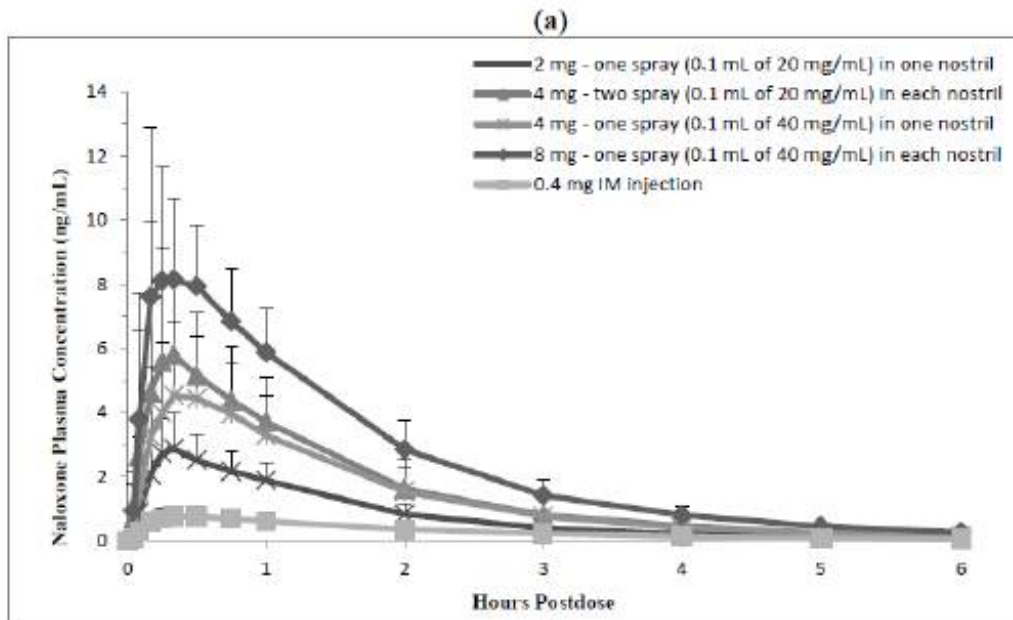 (a)
2 mg - one spray (0.1 mL of 20 mg/mL) in one nostril
4 mg - two spray (0.1 mL of 20 mg/mL) in each nostril
4 mg - one spray (0.1 mL of 40 mg/mL) in one nostril
8 mg - one spray (0.1 mL of 40 mg/mL) in each nostril
0.4 mg IM injection
Naloxone Plasma Concentration (ng/mL)
14
12
10
8
6
4
2
0
0 1 2 3 4 5 6
Hours Postdose